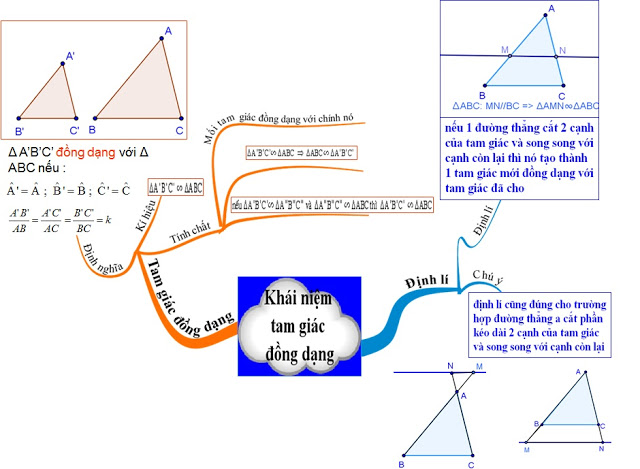 A'
B'
C'
A
B
C
Δ A'B'C' đồng dạng với Δ
ABC nếu :
Â' = Â ; B̂' = B̂ ; Ĉ' = Ĉ
A'B'/AB = A'C'/AC = B'C'/BC = k
Định nghĩa
Kí hiệu
ΔA'B'C' ∽ ΔABC
Tính chất
Mỗi tam giác đồng dạng với chính nó
ΔA'B'C' ∽ ΔABC ⇒ ΔABC ∽ ΔA'B'C'
nếu ΔA'B'C' ∽ ΔA"B"C" và ΔA"B"C" ∽ ΔABC thì ΔA'B'C' ∽ ΔABC
Tam giác đồng dạng
Khái niệm
tam giác
đồng dạng
Định lí
Định lí
A
M
N
B
C
ΔABC: MN//BC => ΔAMN∞ΔABC
nếu 1 đường thẳng cắt 2 cạnh
của tam giác và song song với
cạnh còn lại thì nó tạo thành
1 tam giác mới đồng dạng với
tam giác đã cho
Chú ý
định lí cũng đúng cho trường
hợp đường thẳng a cắt phần
kéo dài 2 cạnh của tam giác
và song song với cạnh còn lại
N
M
A
B
C
A
B
C
M
N